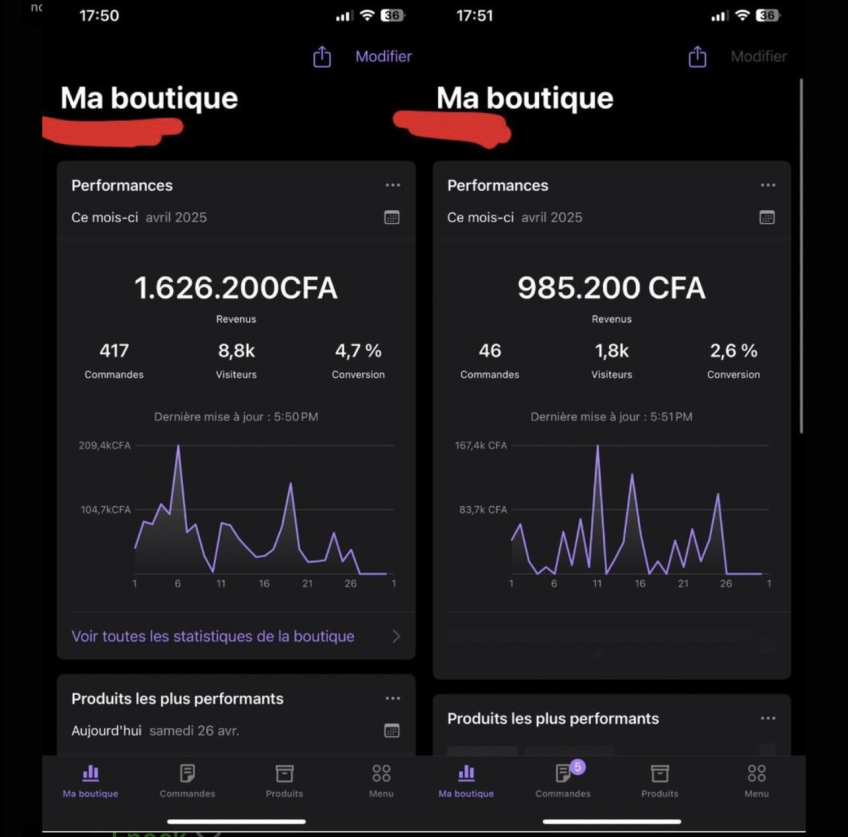 17:50
36
Modifier
Ma boutique
Performances
Ce mois-ci avril 2025
1.626.200CFA
Revenus
417 8,8k 4,7 %
Commandes Visiteurs Conversion
Dernière mise à jour : 5:50 PM
209,4kCFA
104,7kCFA
1 6 11 16 21 26 1
Voir toutes les statistiques de la boutique
Produits les plus performants
Aujourd'hui samedi 26 avr.
Ma boutique Commandes Produits Menu
17:51
36
Modifier
Ma boutique
Performances
Ce mois-ci avril 2025
985.200 CFA
Revenus
46 1,8k 2,6 %
Commandes Visiteurs Conversion
Dernière mise à jour : 5:51 PM
167,4k CFA
83,7k CFA
1 6 11 16 21 26 1
Produits les plus performants
5
Ma boutique Commandes Produits Menu